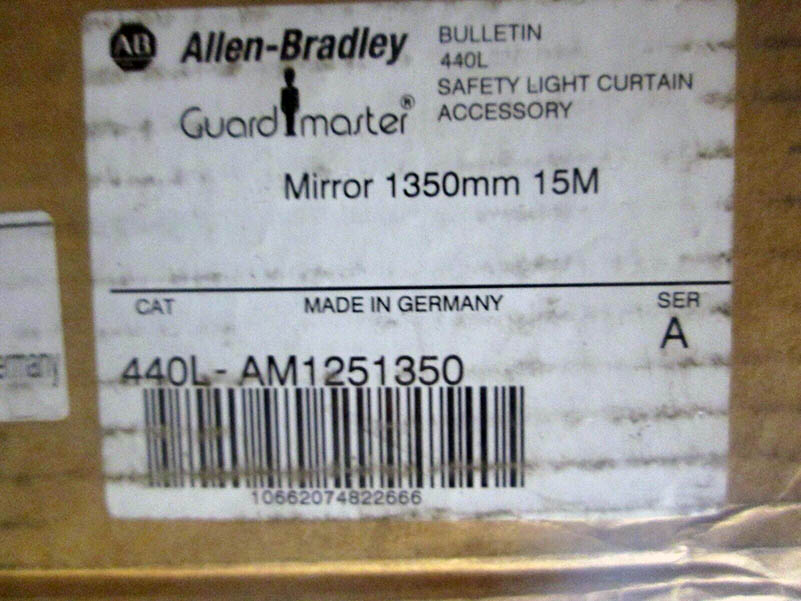 AB Allen-Bradley
Guardmaster®
BULLETIN
440L
SAFETY LIGHT CURTAIN
ACCESSORY
Mirror 1350mm 15M
CAT MADE IN GERMANY SER
A
440L-AM1251350
10662074822666